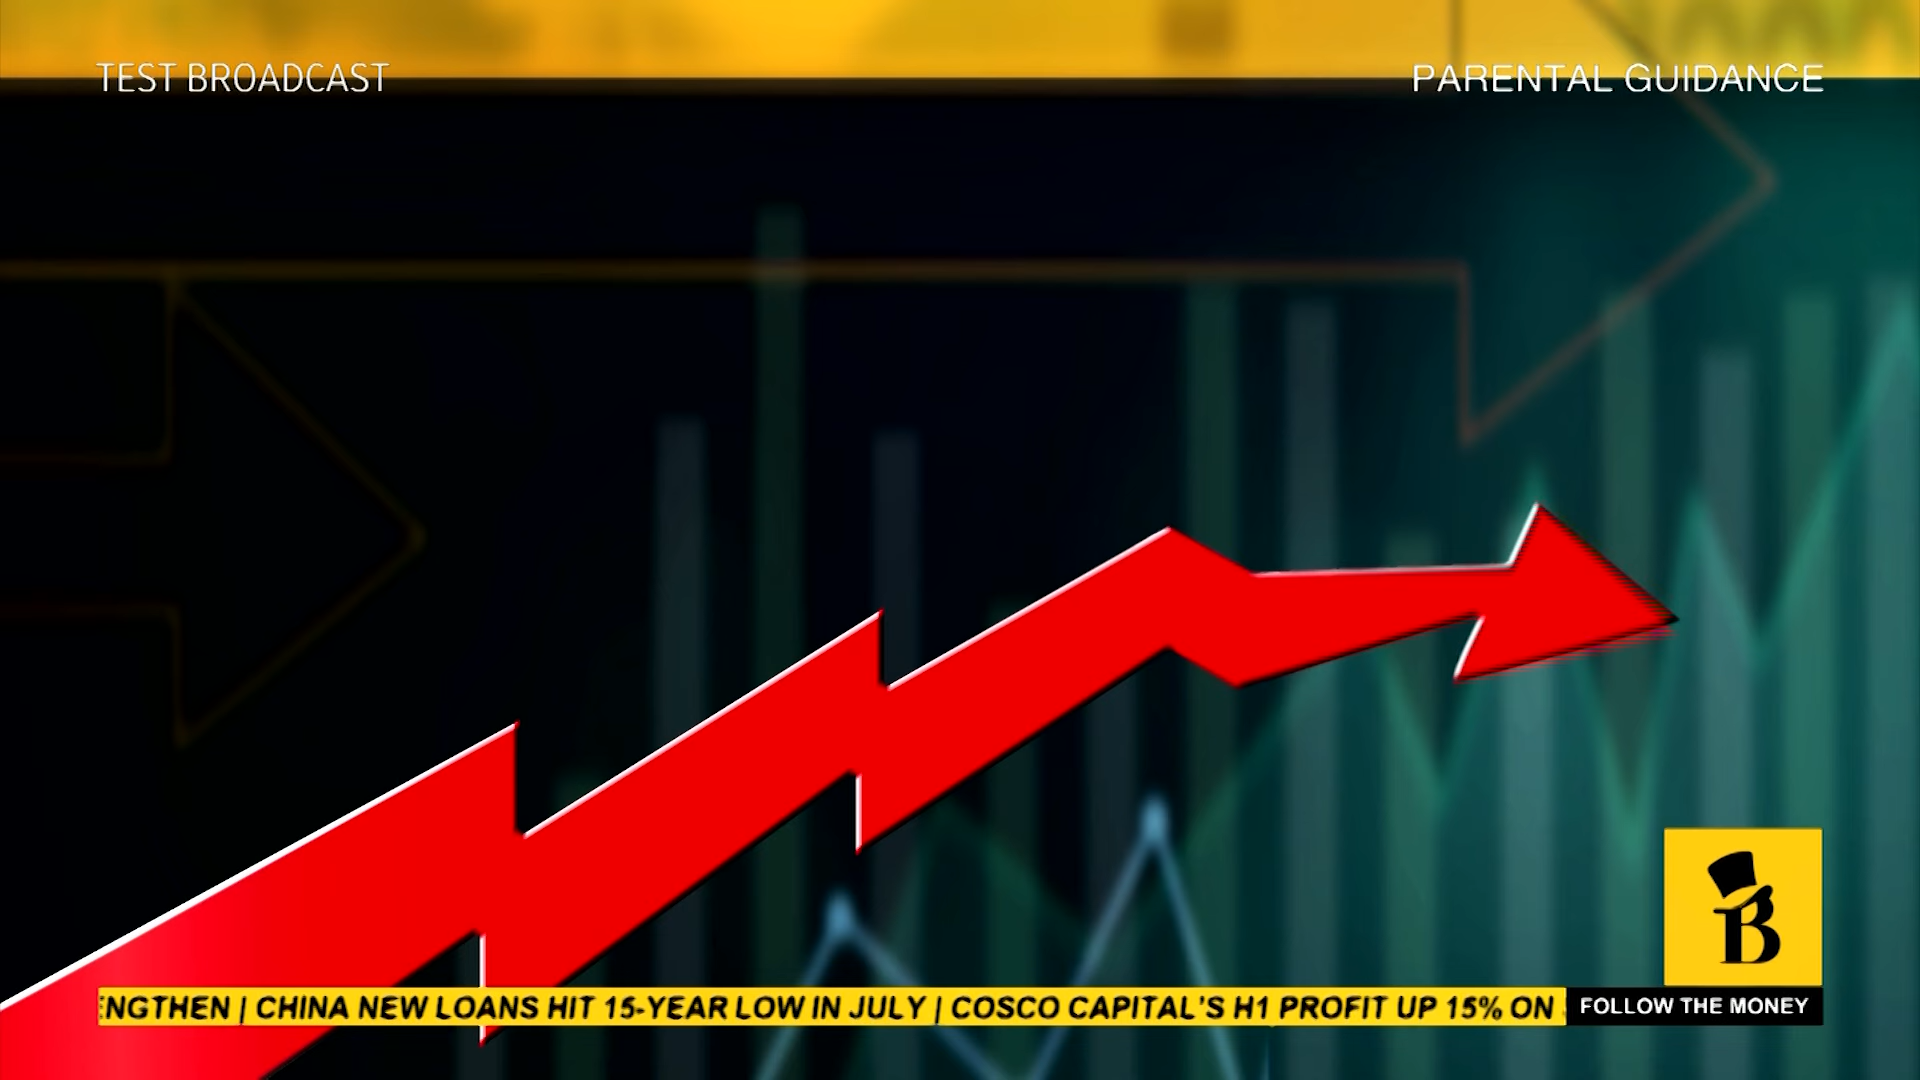 TEST BROADCAST
PARENTAL GUIDANCE
B
ENGTHEN | CHINA NEW LOANS HIT 15-YEAR LOW IN JULY | COSCO CAPITAL'S H1 PROFIT UP 15% ON
FOLLOW THE MONEY